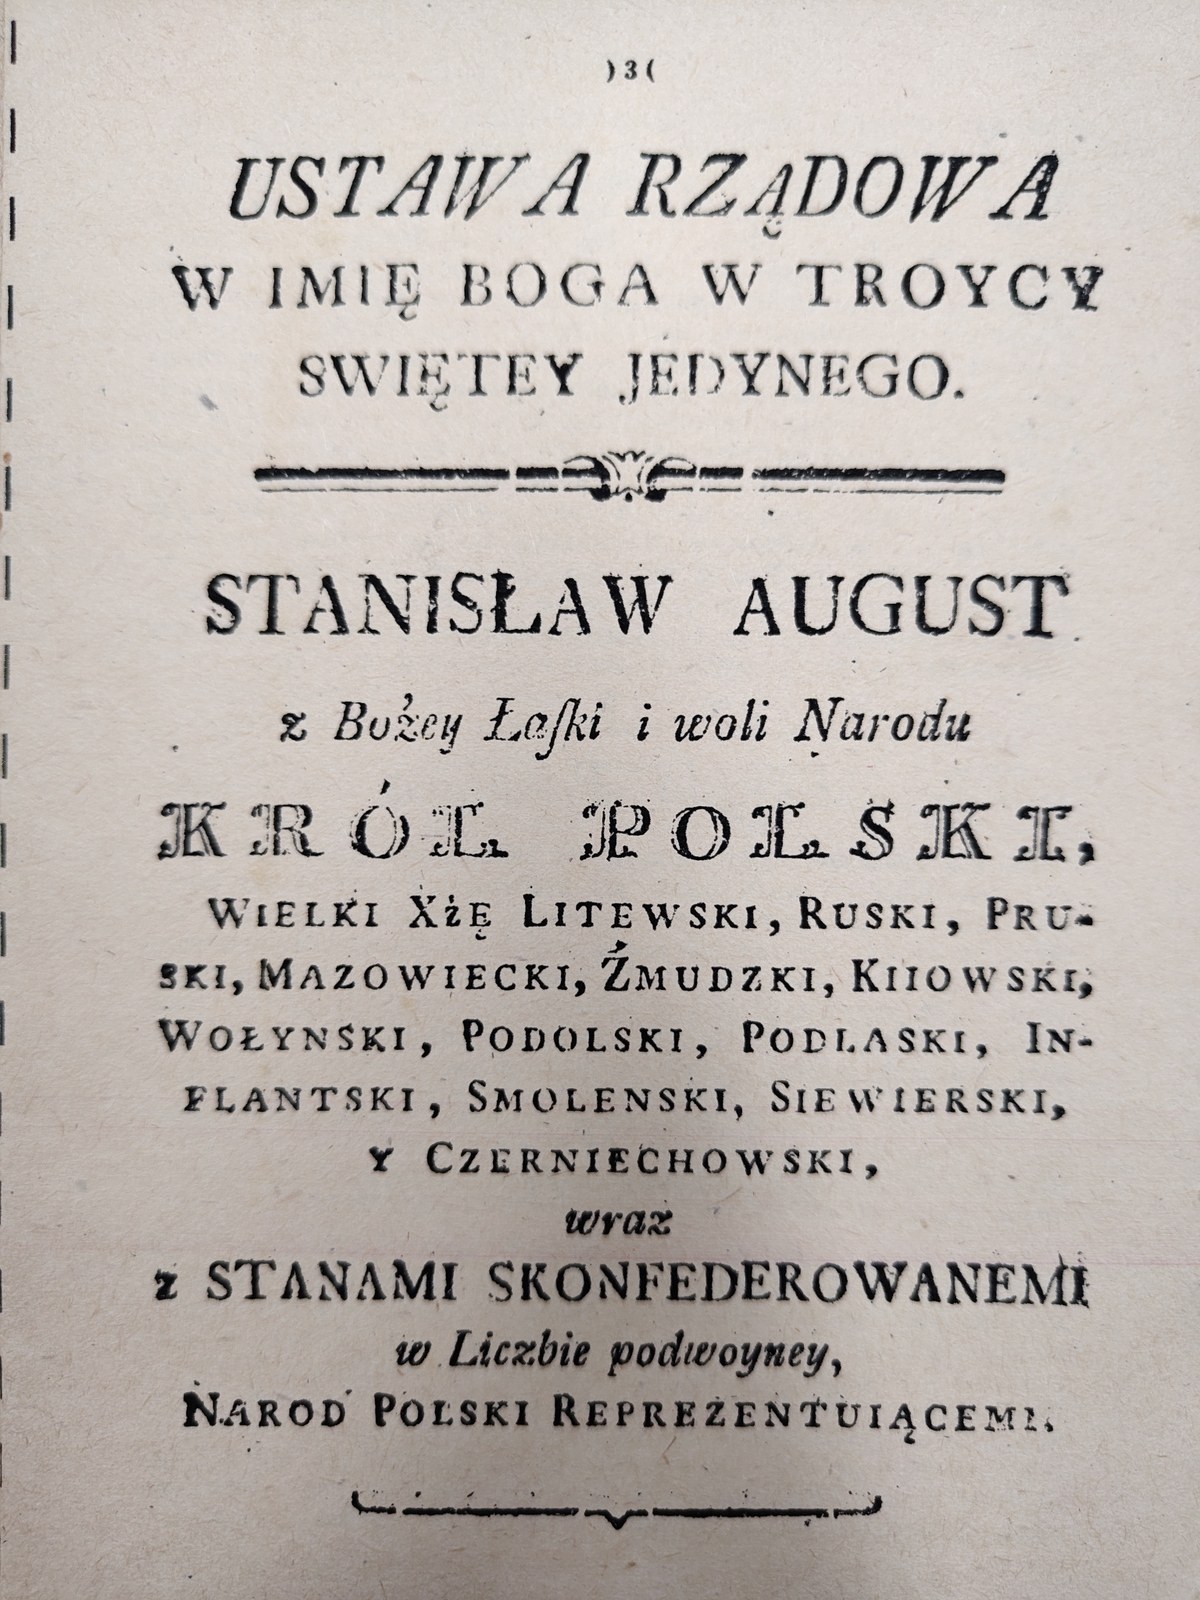 )3(
USTAWA RZĄDOWA
W IMIĘ BOGA W TROYCY
SWIĘTEY JEDYNEGO.
STANISŁAW AUGUST
z Bożey Łaſki i woli Narodu
KRÓL POLSKI,
WIELKI XżĘ LITEWSKI, RUSKI, PRU-
SKI, MAZOWIECKI, ŹMUDZKI, KIIOWSKI,
WOŁYNSKI, PODOLSKI, PODLASKI, IN-
FLANTSKI, SMOLENSKI, SIEWIERSKI,
Y CZERNIECHOWSKI,
wraz
z STANAMI SKONFEDEROWANEMI
w Liczbie podwoyney,
NAROD POLSKI REPREZENTUIĄCEMI.